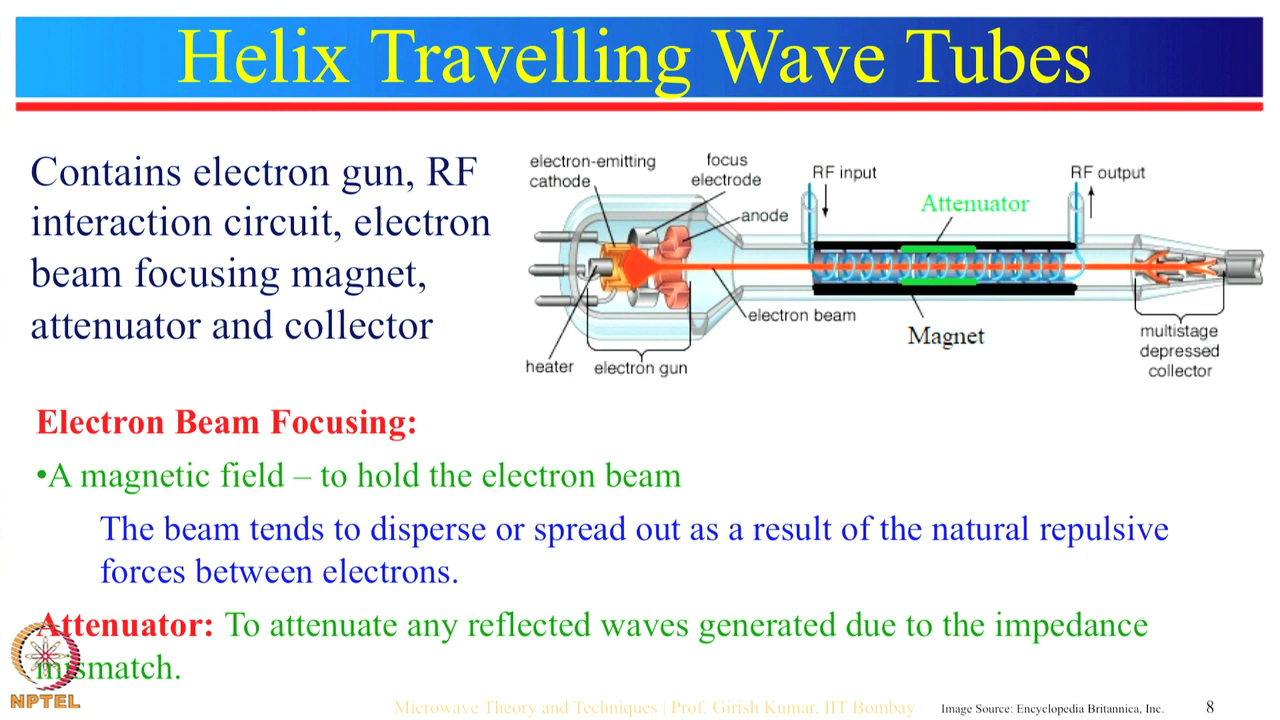 Helix Travelling Wave Tubes
Contains electron gun, RF
interaction circuit, electron
beam focusing magnet,
attenuator and collector
electron-emitting
cathode
focus
electrode
anode
RF input
Attenuator
RF output
electron beam
Magnet
heater
electron gun
multistage
depressed
collector
Electron Beam Focusing:
•A magnetic field – to hold the electron beam
The beam tends to disperse or spread out as a result of the natural repulsive
forces between electrons.
Attenuator: To attenuate any reflected waves generated due to the impedance
mismatch.
NPTEL
Microwave Theory and Techniques | Prof. Girish Kumar, IIT Bombay
Image Source: Encyclopedia Britannica, Inc.
8